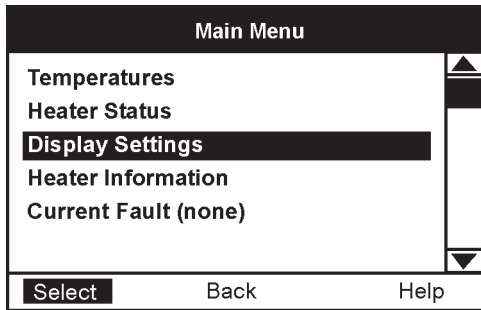 Main Menu
Temperatures
Heater Status
Display Settings
Heater Information
Current Fault (none)
Select Back Help